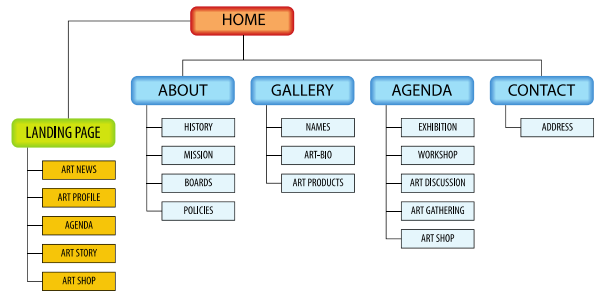 HOME
ABOUT
GALLERY
AGENDA
CONTACT
LANDING PAGE
HISTORY
MISSION
BOARDS
POLICIES
NAMES
ART-BIO
ART PRODUCTS
EXHIBITION
WORKSHOP
ART DISCUSSION
ART GATHERING
ART SHOP
ADDRESS
ART NEWS
ART PROFILE
AGENDA
ART STORY
ART SHOP